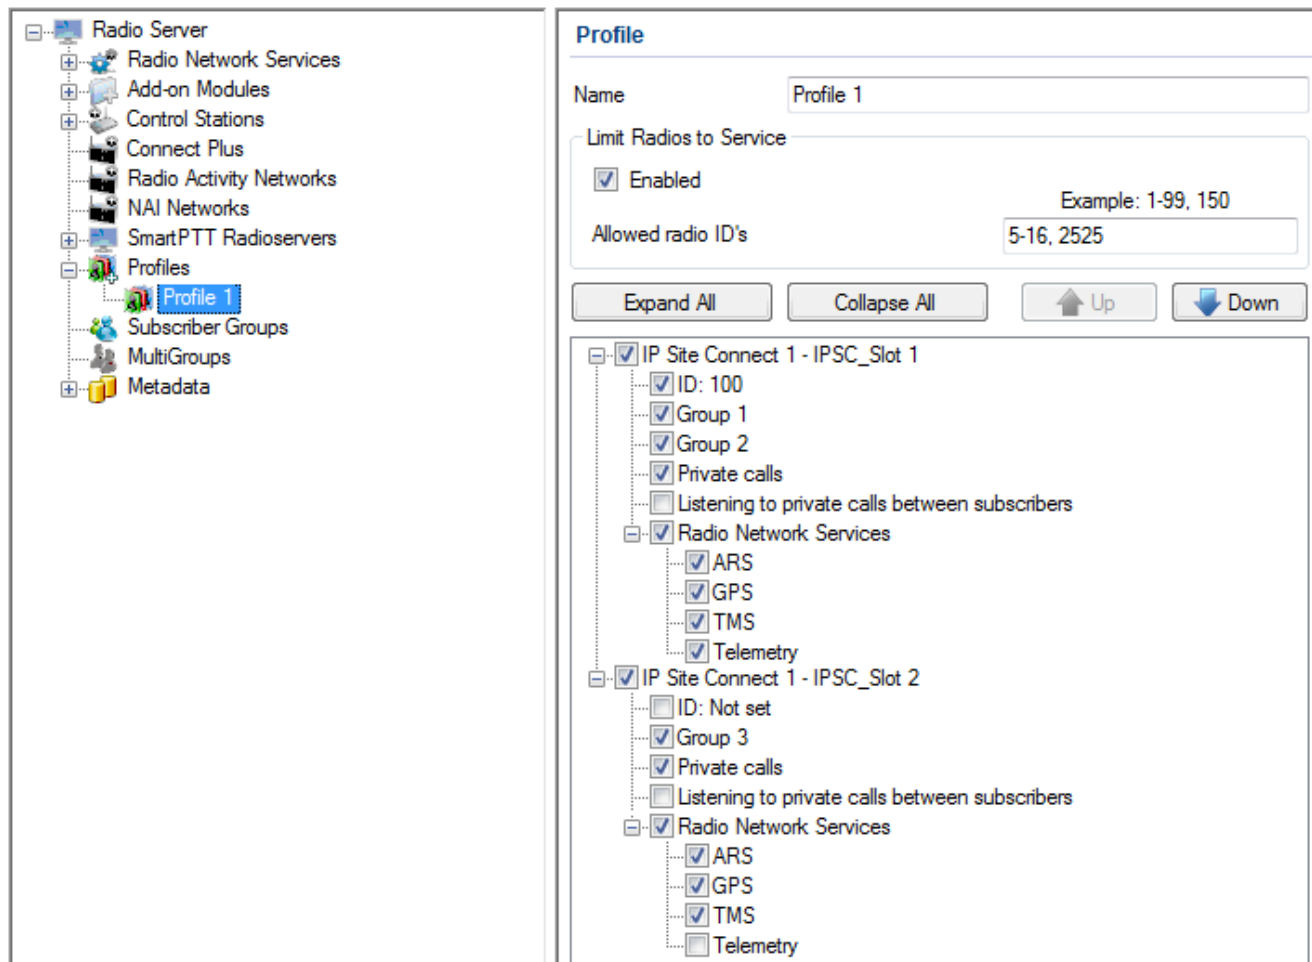 Radio Server
Radio Network Services
Add-on Modules
Control Stations
Connect Plus
Radio Activity Networks
NAI Networks
SmartPTT Radioservers
Profiles
Profile 1
Subscriber Groups
MultiGroups
Metadata
Profile
Name Profile 1
Limit Radios to Service
Enabled
Example: 1-99, 150
Allowed radio ID's 5-16, 2525
Expand All Collapse All Up Down
IP Site Connect 1 - IPSC_Slot 1
ID: 100
Group 1
Group 2
Private calls
Listening to private calls between subscribers
Radio Network Services
ARS
GPS
TMS
Telemetry
IP Site Connect 1 - IPSC_Slot 2
ID: Not set
Group 3
Private calls
Listening to private calls between subscribers
Radio Network Services
ARS
GPS
TMS
Telemetry